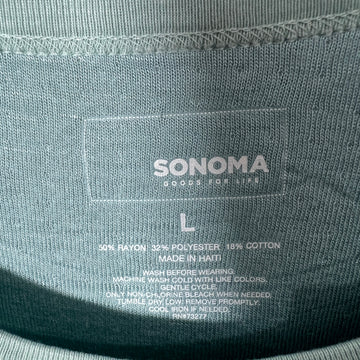 SONOMA
GOODS FOR LIFE
L
50% RAYON 32% POLYESTER 18% COTTON
MADE IN HAITI
WASH BEFORE WEARING.
MACHINE WASH COLD WITH LIKE COLORS,
GENTLE CYCLE.
ONLY NON-CHLORINE BLEACH WHEN NEEDED.
TUMBLE DRY LOW. REMOVE PROMPTLY.
COOL IRON IF NEEDED.
RN#73277